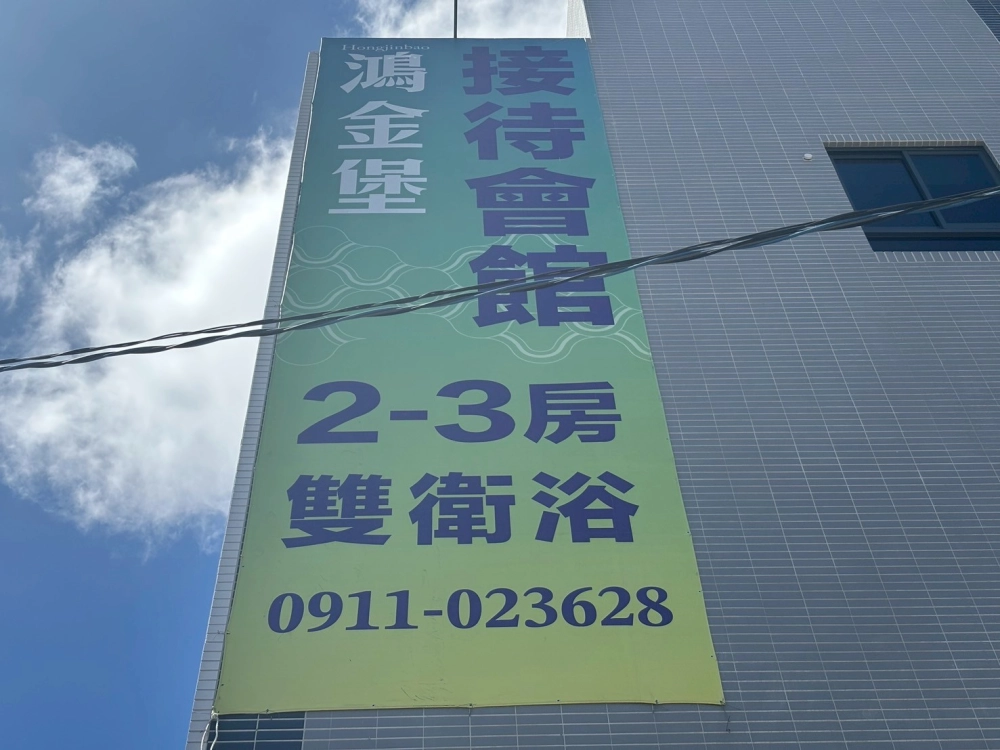 Hongjinbao
鴻金堡
接待會館
2-3房
雙衛浴
0911-023628